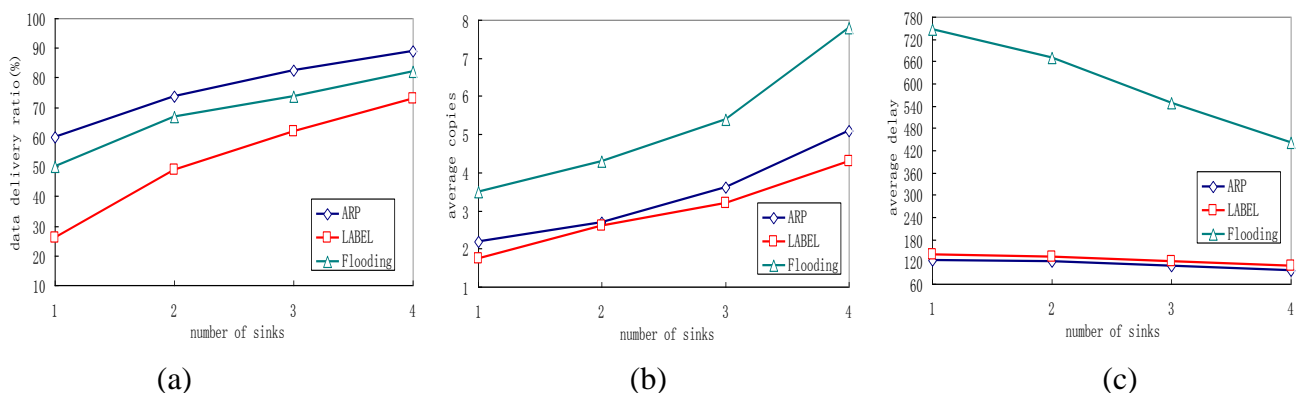 data delivery ratio(%)
100
90
80
70
60
50
40
30
20
10
1 2 3 4
number of sinks
ARP
LABEL
Flooding
(a)
average copies
8
7
6
5
4
3
2
1
1 2 3 4
number of sinks
ARP
LABEL
Flooding
(b)
average delay
780
720
660
600
540
480
420
360
300
240
180
120
60
1 2 3 4
number of sinks
ARP
LABEL
Flooding
(c)